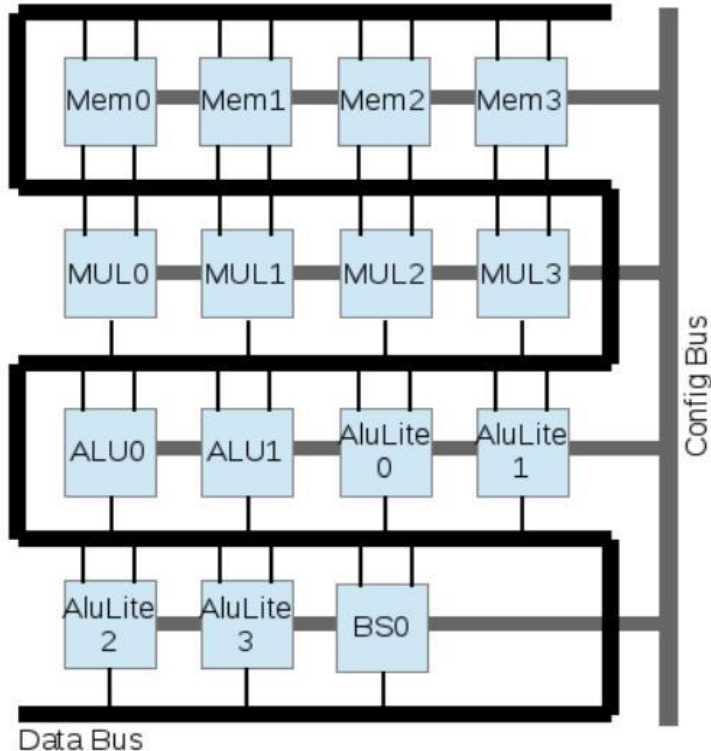 Mem0 Mem1 Mem2 Mem3
MUL0 MUL1 MUL2 MUL3
ALU0 ALU1 AluLite AluLite
0 1
AluLite AluLite BS0
2 3
Config Bus
Data Bus